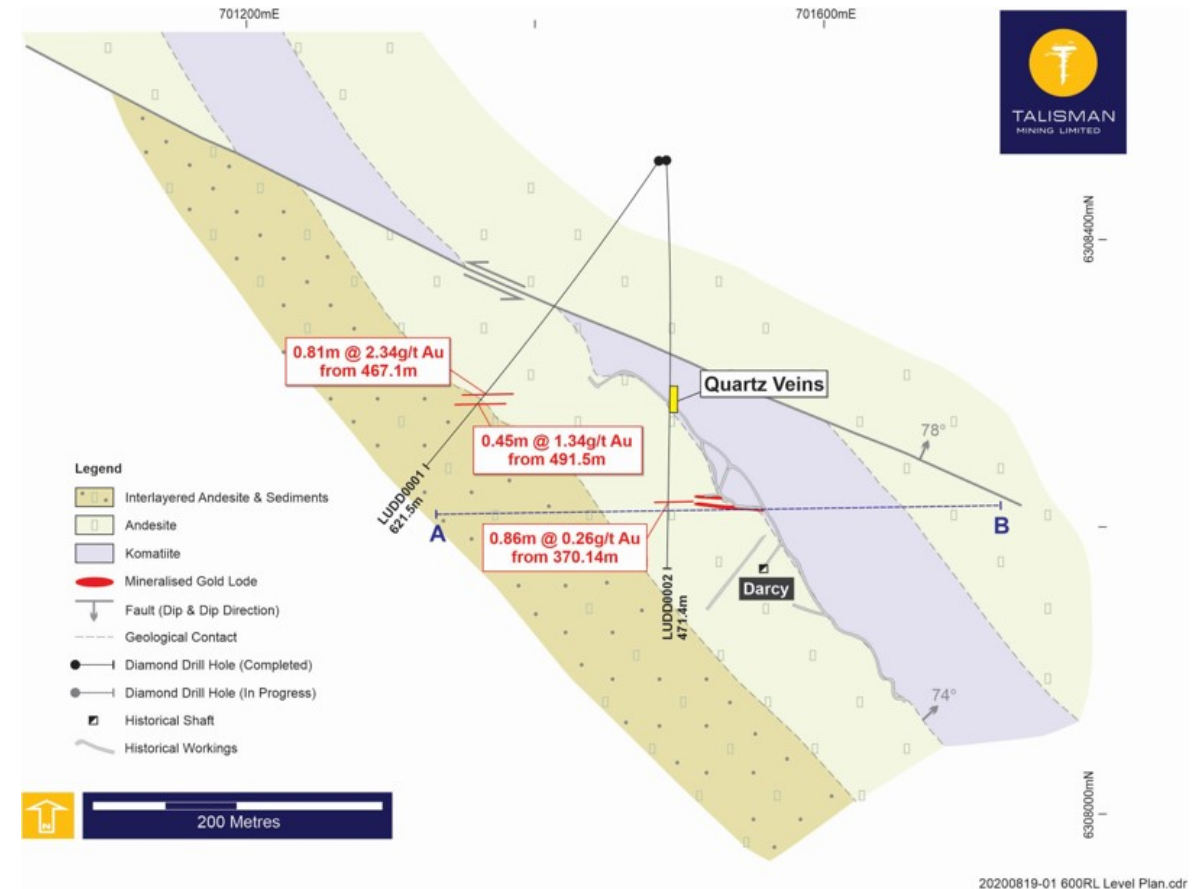 701200mE
701600mE
TALISMAN
MINING LIMITED
6308400mN
0.81m @ 2.34g/t Au
from 467.1m
Quartz Veins
0.45m @ 1.34g/t Au
from 491.5m
78°
LUDD0001
621.5m
A
B
0.86m @ 0.26g/t Au
from 370.14m
Darcy
LUDD0002
471.4m
74°
Legend
Interlayered Andesite & Sediments
Andesite
Komatiite
Mineralised Gold Lode
Fault (Dip & Dip Direction)
Geological Contact
Diamond Drill Hole (Completed)
Diamond Drill Hole (In Progress)
Historical Shaft
Historical Workings
N
200 Metres
6308000mN
20200819-01 600RL Level Plan.cdr